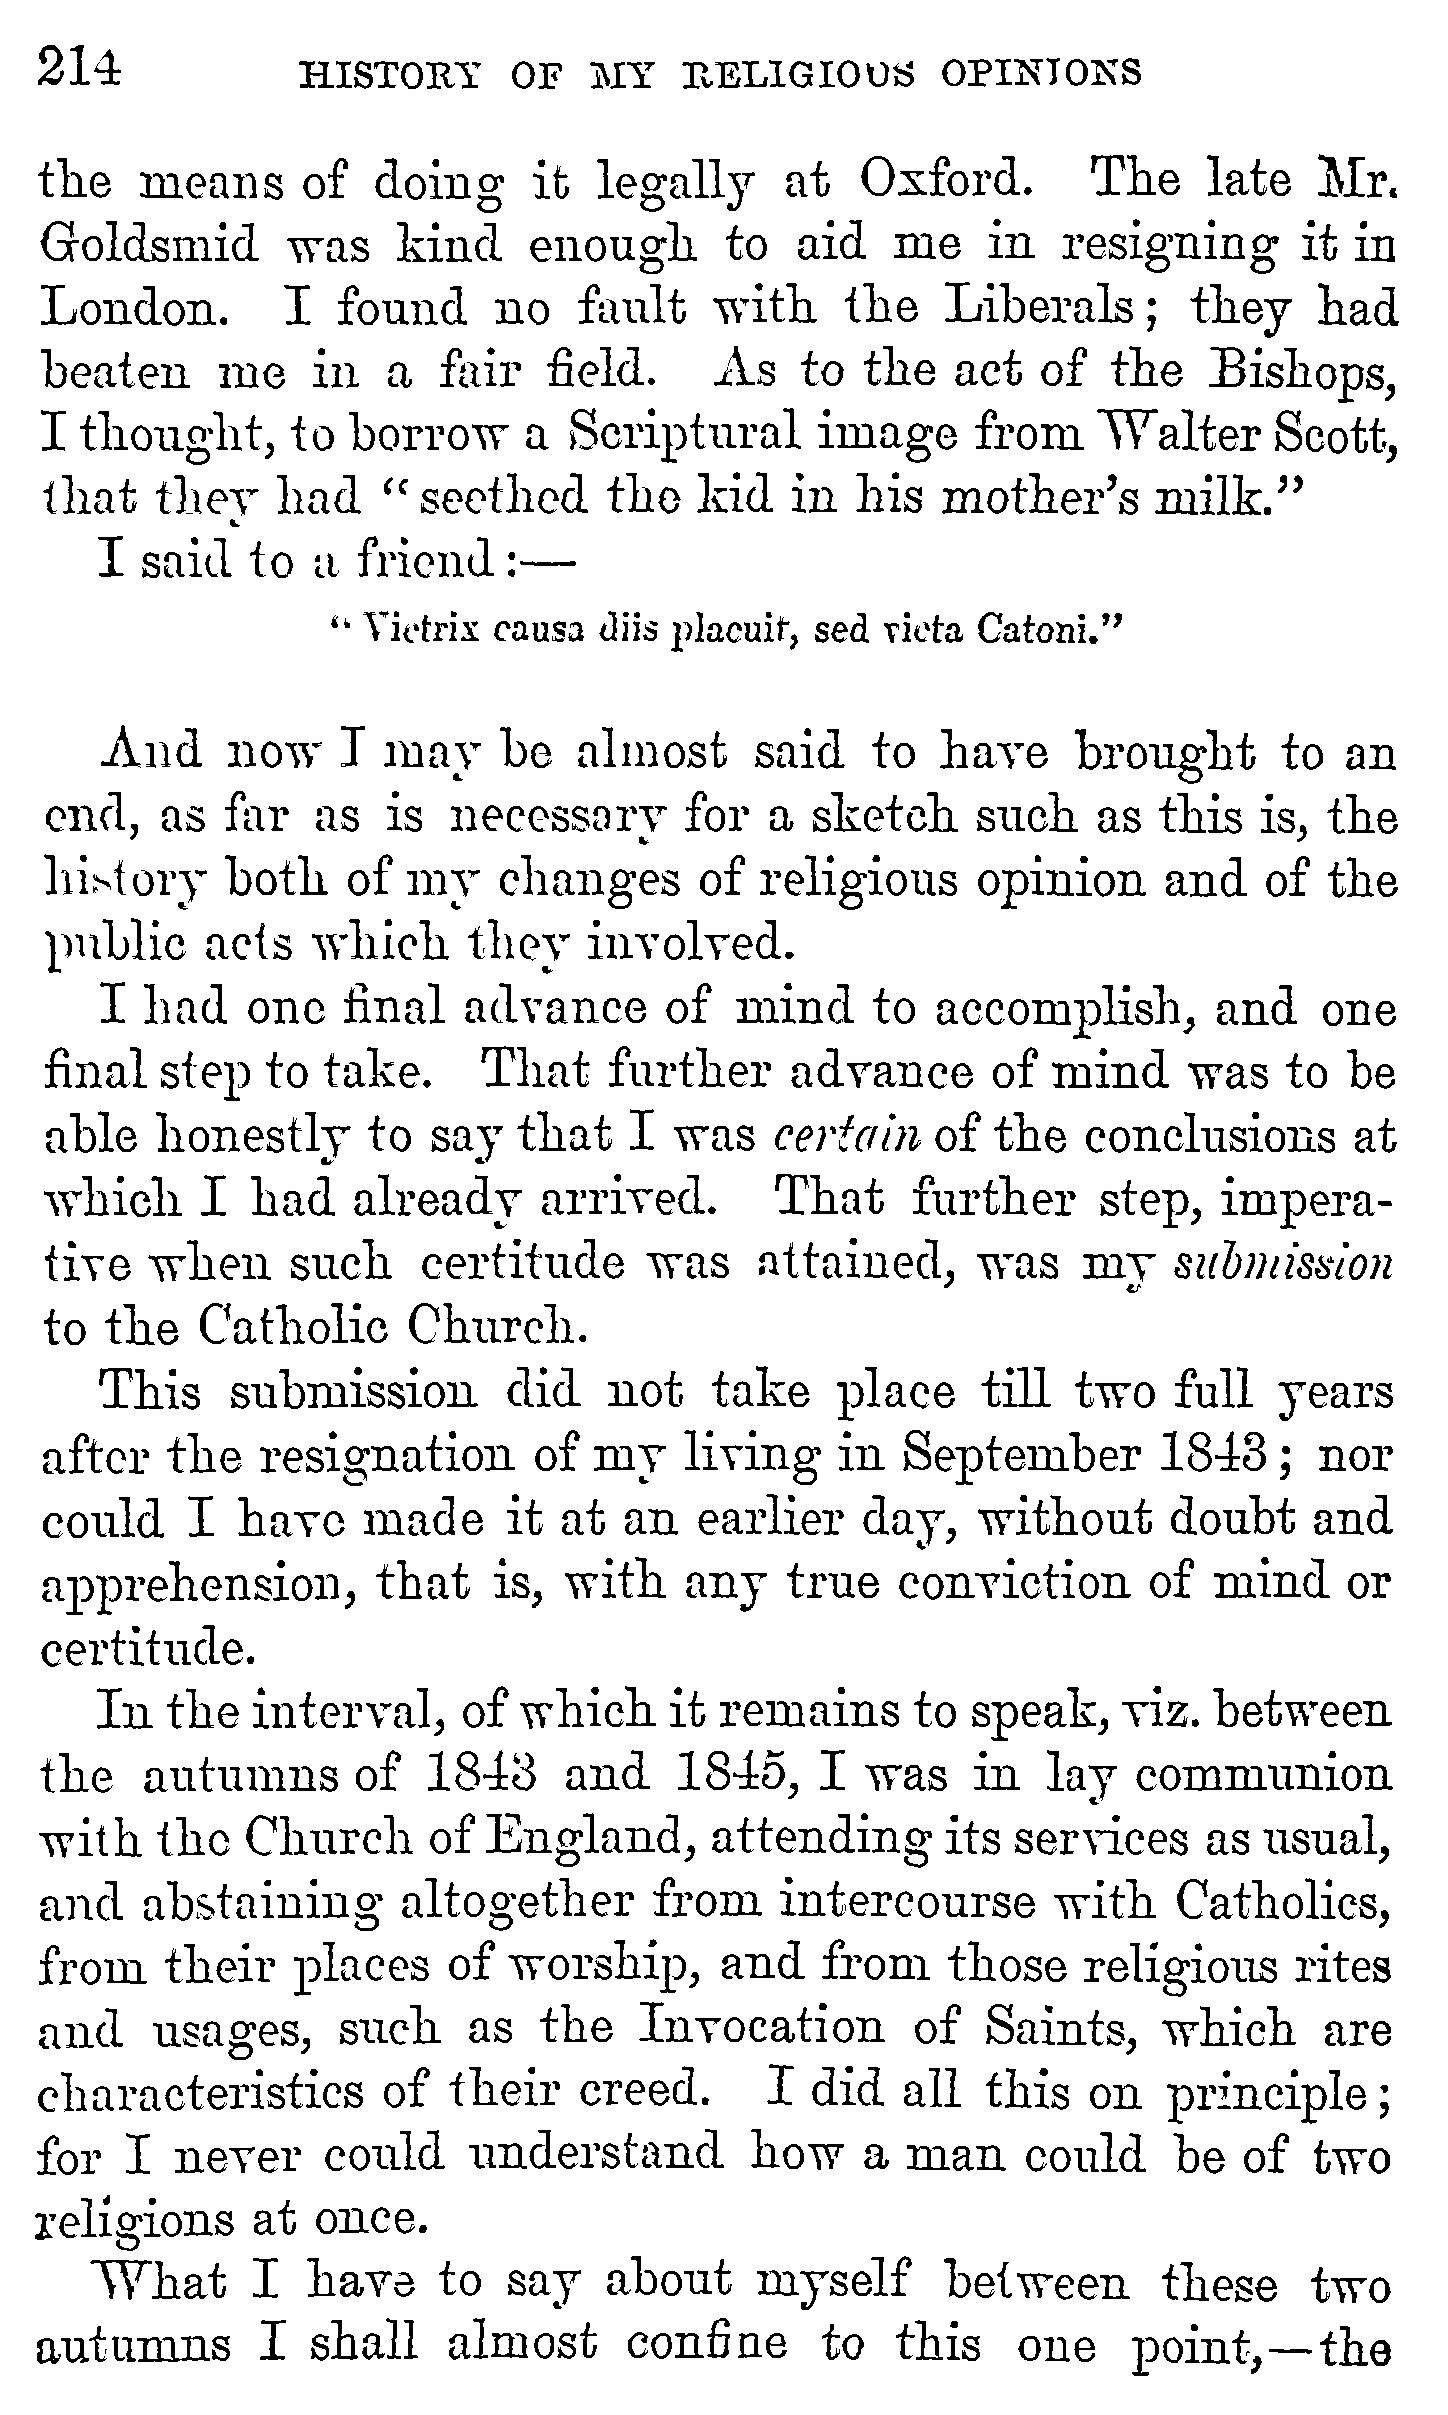 214 HISTORY OF MY RELIGIOUS OPINIONS
the means of doing it legally at Oxford. The late Mr.
Goldsmid was kind enough to aid me in resigning it in
London. I found no fault with the Liberals; they had
beaten me in a fair field. As to the act of the Bishops,
I thought, to borrow a Scriptural image from Walter Scott,
that they had “seethed the kid in his mother’s milk.”
I said to a friend:—
“Victrix causa diis placuit, sed victa Catoni.”
And now I may be almost said to have brought to an
end, as far as is necessary for a sketch such as this is, the
history both of my changes of religious opinion and of the
public acts which they involved.
I had one final advance of mind to accomplish, and one
final step to take. That further advance of mind was to be
able honestly to say that I was certain of the conclusions at
which I had already arrived. That further step, impera-
tive when such certitude was attained, was my submission
to the Catholic Church.
This submission did not take place till two full years
after the resignation of my living in September 1843; nor
could I have made it at an earlier day, without doubt and
apprehension, that is, with any true conviction of mind or
certitude.
In the interval, of which it remains to speak, viz. between
the autumns of 1843 and 1845, I was in lay communion
with the Church of England, attending its services as usual,
and abstaining altogether from intercourse with Catholics,
from their places of worship, and from those religious rites
and usages, such as the Invocation of Saints, which are
characteristics of their creed. I did all this on principle;
for I never could understand how a man could be of two
religions at once.
What I have to say about myself between these two
autumns I shall almost confine to this one point,—the